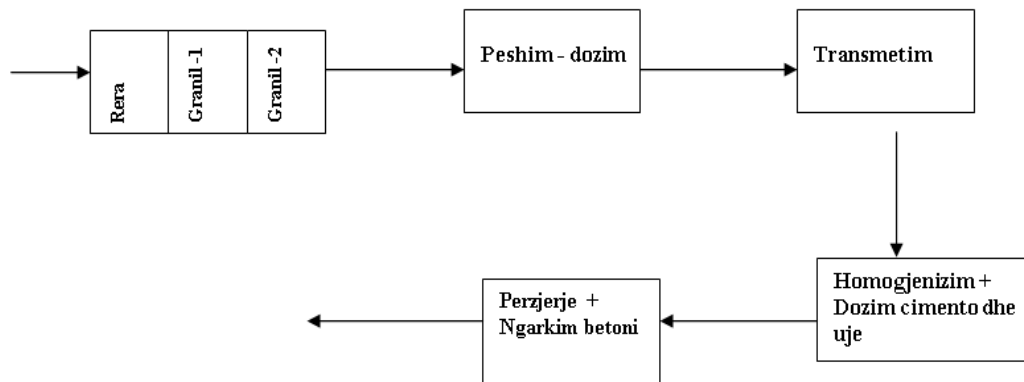 Rera
Granil -1
Granil -2
Peshim - dozim
Transmetim
Homogjenizim +
Dozim cimento dhe
uje
Perzjerje +
Ngarkim betoni